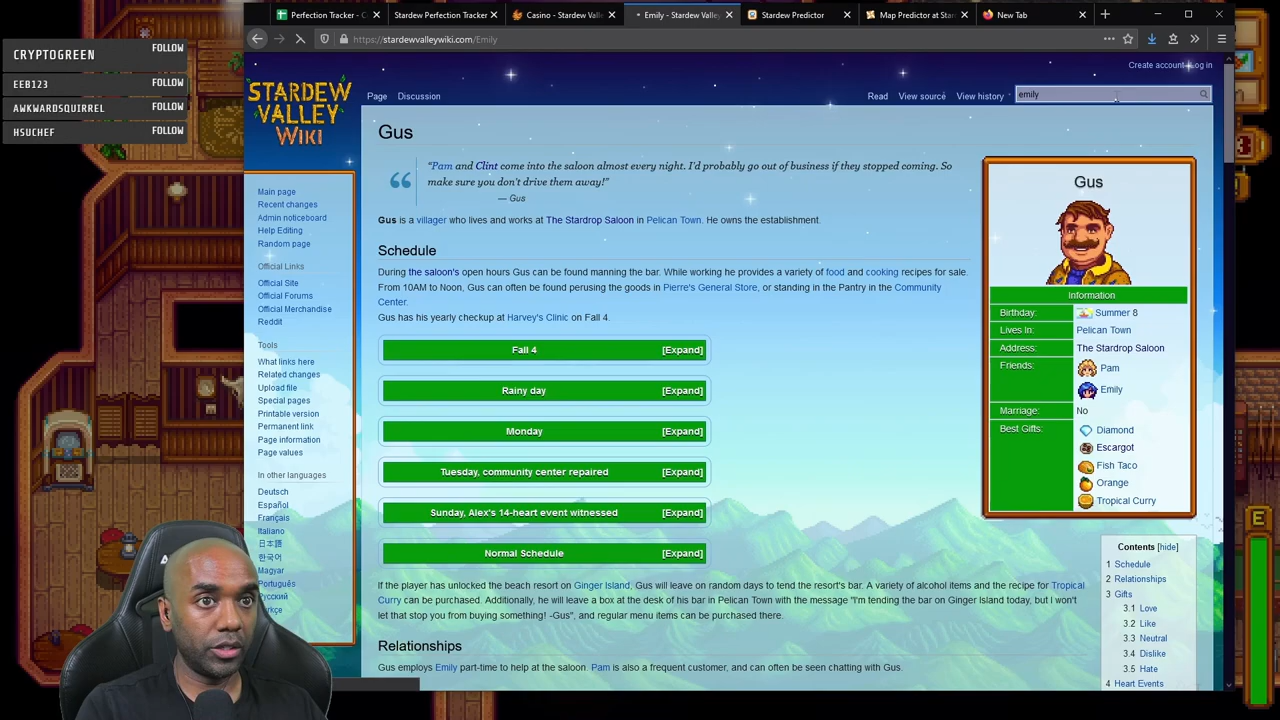 Perfection Tracker - C
Stardew Perfection Tracker
Casino - Stardew Valle
Emily - Stardew Valley
Stardew Predictor
Map Predictor at Star
New Tab
https://stardewvalleywiki.com/Emily
CRYPTOGREEN FOLLOW
EEB123 FOLLOW
AWKWARDSQUIRREL FOLLOW
HSUCHEF FOLLOW
Create account Log in
STARDEW
VALLEY
WIKI
Page Discussion
Read View source View history
emily
Main page
Recent changes
Admin noticeboard
Help Editing
Random page
Official Links
Official Site
Official Forums
Official Merchandise
Reddit
Tools
What links here
Related changes
Upload file
Special pages
Printable version
Permanent link
Page information
Page values
In other languages
Deutsch
Español
Français
Italiano
日本語
한국어
Magyar
Português
Русский
Gus
“Pam and Clint come into the saloon almost every night. I'd probably go out of business if they stopped coming. So
make sure you don't drive them away!”
— Gus
Gus is a villager who lives and works at The Stardrop Saloon in Pelican Town. He owns the establishment.
Schedule
During the saloon's open hours Gus can be found manning the bar. While working he provides a variety of food and cooking recipes for sale.
From 10AM to Noon, Gus can often be found perusing the goods in Pierre's General Store, or standing in the Pantry in the Community
Center.
Gus has his yearly checkup at Harvey's Clinic on Fall 4.
Fall 4 [Expand]
Rainy day [Expand]
Monday [Expand]
Tuesday, community center repaired [Expand]
Sunday, Alex's 14-heart event witnessed [Expand]
Normal Schedule [Expand]
If the player has unlocked the beach resort on Ginger Island, Gus will leave on random days to tend the resort's bar. A variety of alcohol items and the recipe for Tropical
Curry can be purchased. Additionally, he will leave a box at the desk of his bar in Pelican Town with the message "I'm tending the bar on Ginger Island today, but i won't
let that stop you from buying something! -Gus", and regular menu items can be purchased there.
Relationships
Gus employs Emily part-time to help at the saloon. Pam is also a frequent customer, and can often be seen chatting with Gus.
Gus
Information
Birthday: Summer 8
Lives In: Pelican Town
Address: The Stardrop Saloon
Friends: Pam
Emily
Marriage: No
Best Gifts: Diamond
Escargot
Fish Taco
Orange
Tropical Curry
Contents [hide]
1 Schedule
2 Relationships
3 Gifts
3.1 Love
3.2 Like
3.3 Neutral
3.4 Dislike
3.5 Hate
4 Heart Events
E